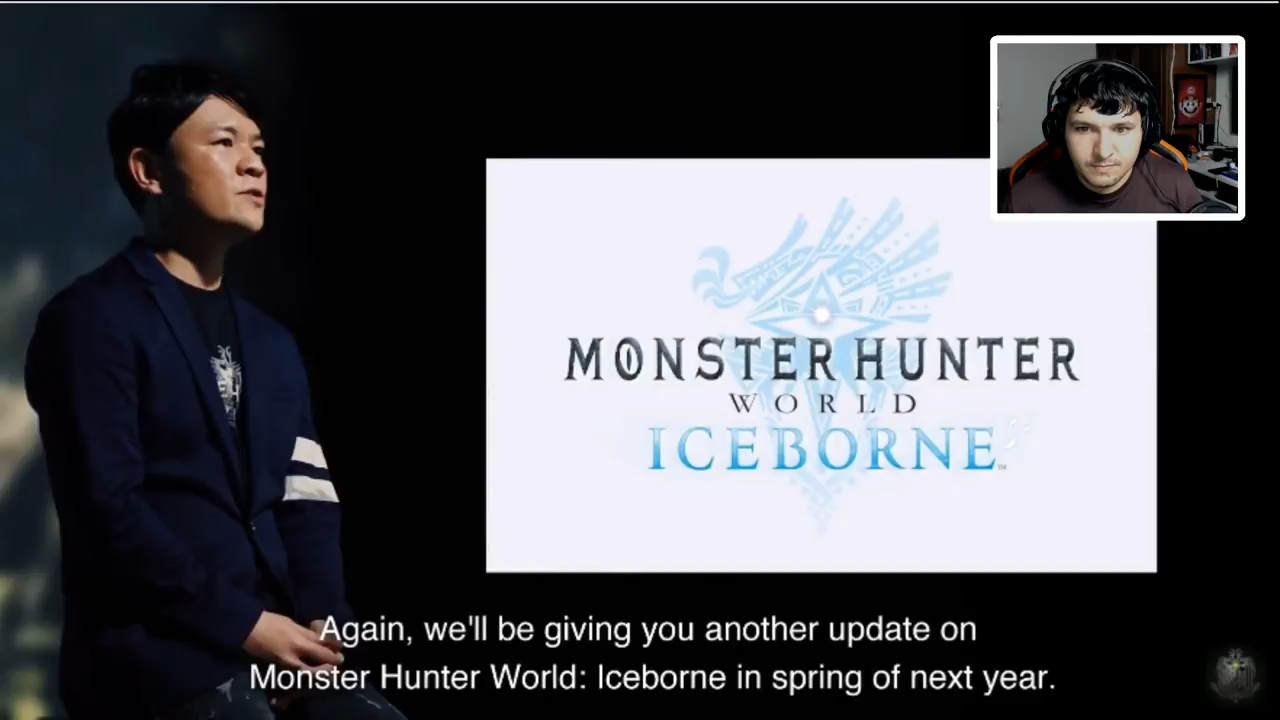 MONSTER HUNTER
WORLD
ICEBORNE™
Again, we'll be giving you another update on
Monster Hunter World: Iceborne in spring of next year.